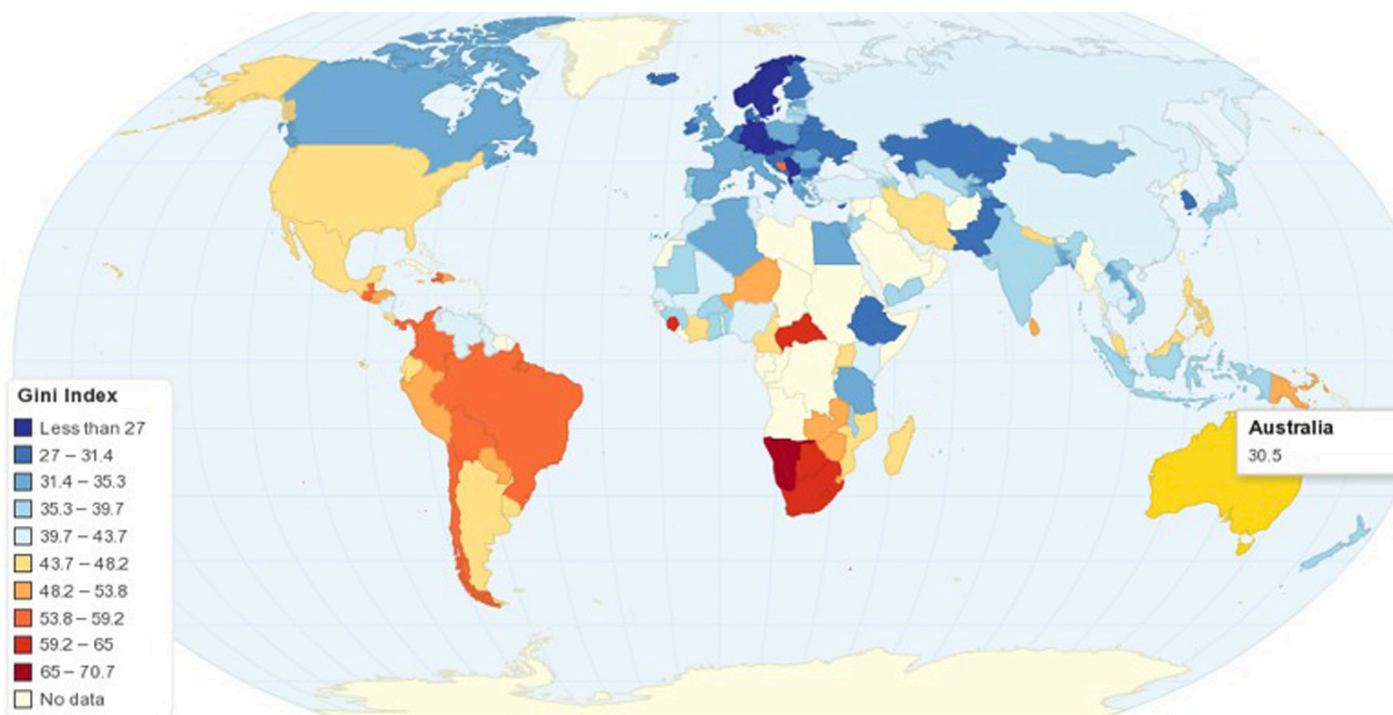 Gini Index
Less than 27
27 – 31.4
31.4 – 35.3
35.3 – 39.7
39.7 – 43.7
43.7 – 48.2
48.2 – 53.8
53.8 – 59.2
59.2 – 65
65 – 70.7
No data
Australia
30.5